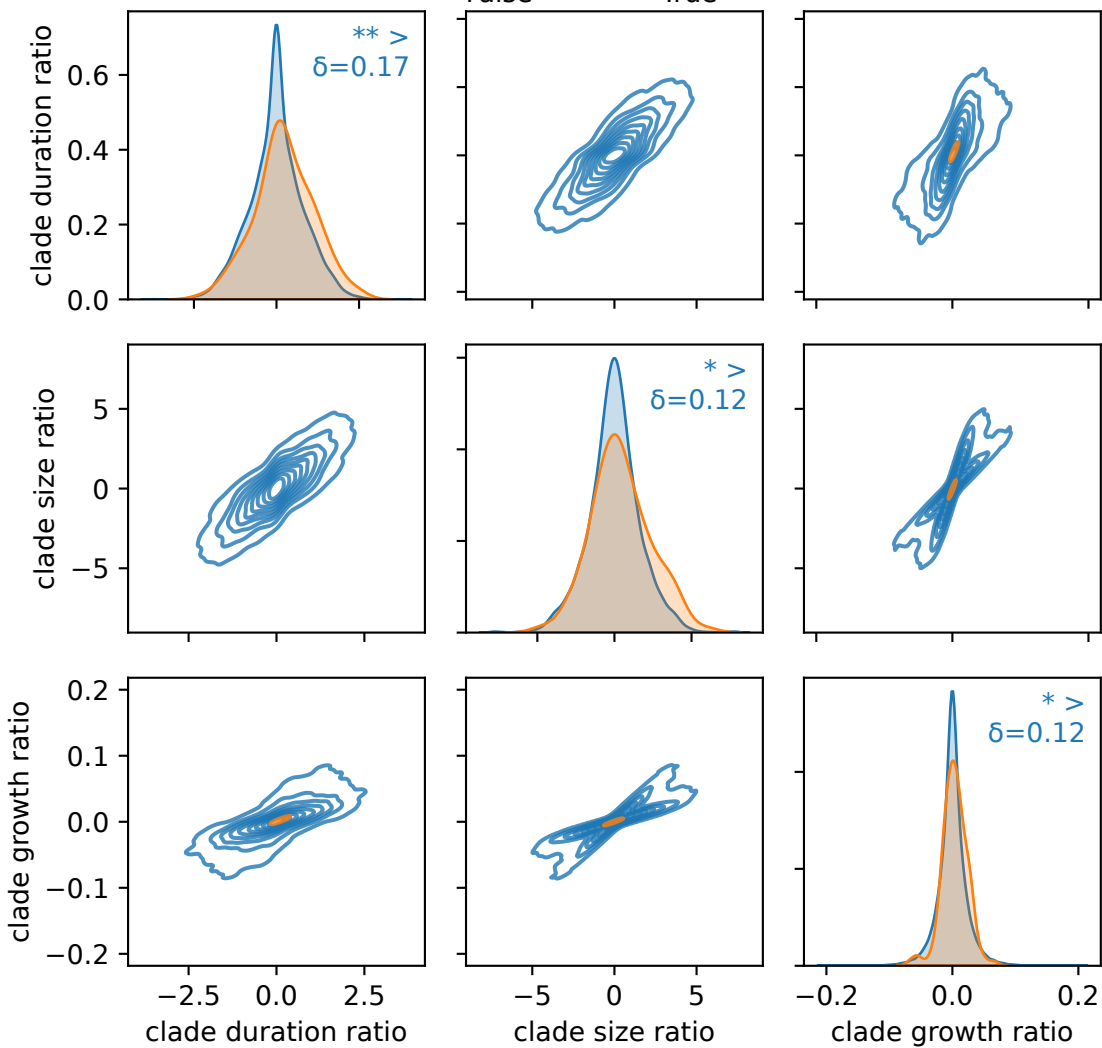 clade duration ratio
0.6
0.4
0.2
0.0
** >
δ=0.17
clade size ratio
5
0
−5
* >
δ=0.12
clade growth ratio
0.2
0.1
0.0
−0.1
−0.2
* >
δ=0.12
−2.5 0.0 2.5
clade duration ratio
−5 0 5
clade size ratio
−0.2 0.0 0.2
clade growth ratio